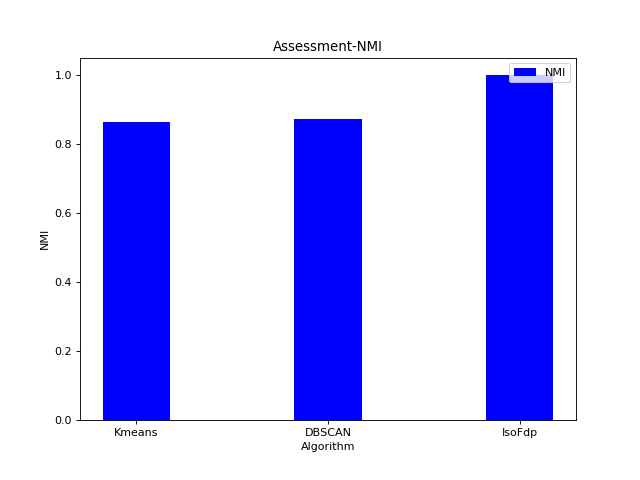 Assessment-NMI
NMI
1.0
0.8
0.6
0.4
0.2
0.0
NMI
Kmeans
DBSCAN
IsoFdp
Algorithm